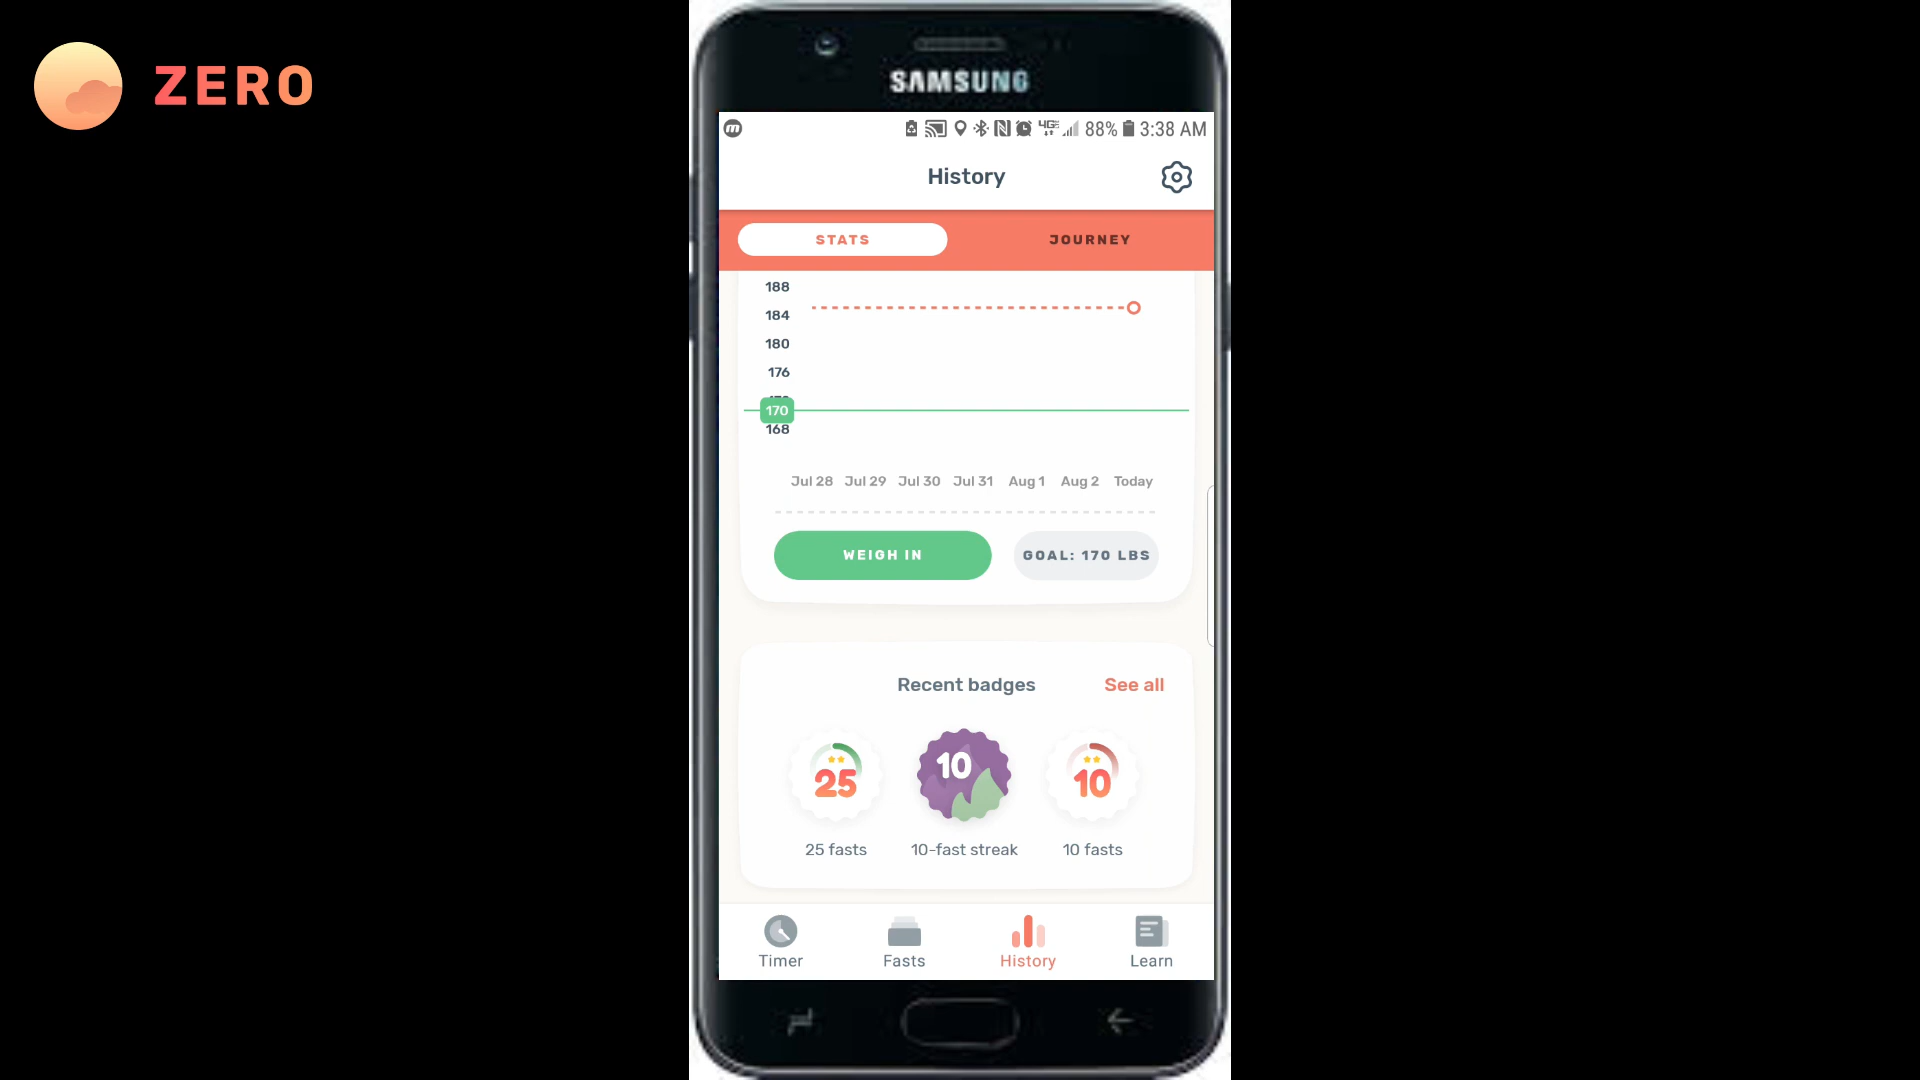 ZERO
SAMSUNG
4G 88% 3:38 AM
History
STATS JOURNEY
188
184
180
176
170
168
Jul 28 Jul 29 Jul 30 Jul 31 Aug 1 Aug 2 Today
WEIGH IN GOAL: 170 LBS
Recent badges See all
25 10 10
25 fasts 10-fast streak 10 fasts
Timer Fasts History Learn